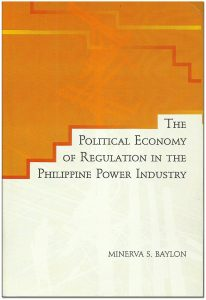 The
Political Economy
of Regulation in the
Philippine Power Industry
MINERVA S. BAYLON